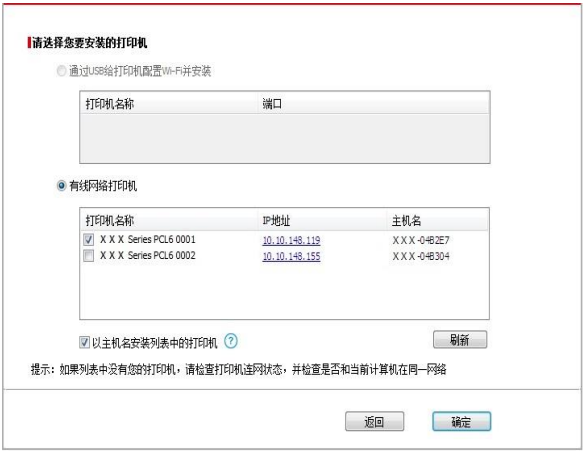 请选择您要安装的打印机
通过USB给打印机配置Wi-Fi并安装
打印机名称 端口
有线网络打印机
打印机名称 IP地址 主机名
X X X Series PCL6 0001 10.10.148.119 X X X -04B2E7
X X X Series PCL6 0002 10.10.148.155 X X X -04B304
以主机名安装列表中的打印机 ? 刷新
提示：如果列表中没有您的打印机，请检查打印机连网状态，并检查是否和当前计算机在同一网络
返回 确定